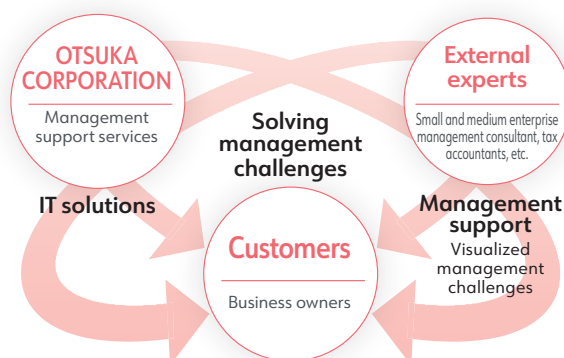 OTSUKA
CORPORATION
Management
support services
External
experts
Small and medium enterprise
management consultant, tax
accountants, etc.
Solving
management
challenges
IT solutions
Management
support
Visualized
management
challenges
Customers
Business owners